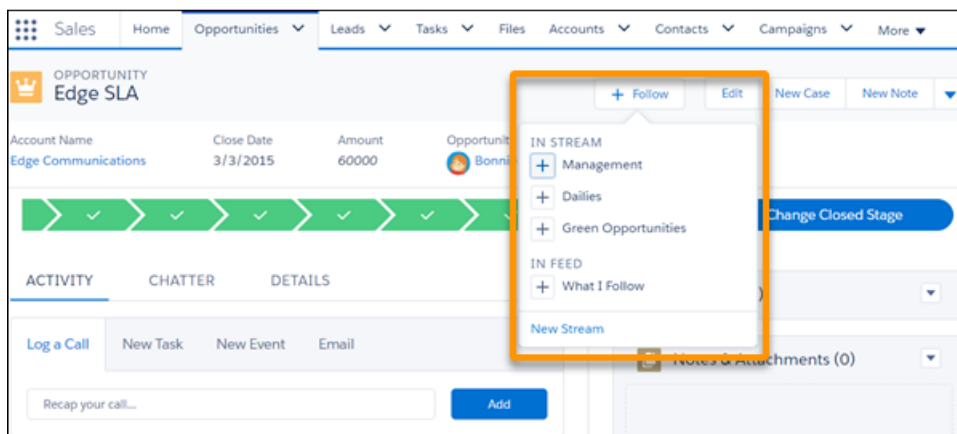 Sales Home Opportunities Leads Tasks Files Accounts Contacts Campaigns More
OPPORTUNITY
Edge SLA
+ Follow Edit New Case New Note
Account Name Close Date Amount
Edge Communications 3/3/2015 60000
IN STREAM
+ Management
+ Dailies
+ Green Opportunities
Change Closed Stage
IN FEED
+ What I Follow
New Stream
ACTIVITY CHATTER DETAILS
Log a Call New Task New Event Email
Notes & Attachments (0)
Recap your call... Add